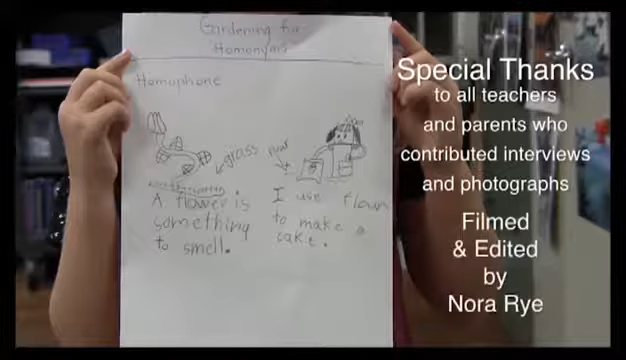 Gardening for
Homonyms
Homophone
grass
A flower is
something
to smell.
I use flour
to make a
cake.
Special Thanks
to all teachers
and parents who
contributed interviews
and photographs
Filmed
& Edited
by
Nora Rye